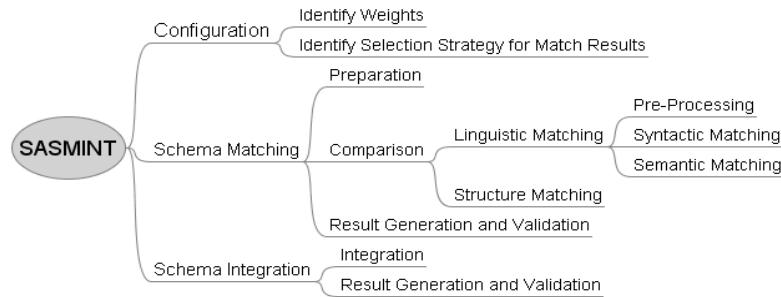 SASMINT
Configuration
Identify Weights
Identify Selection Strategy for Match Results
Schema Matching
Preparation
Comparison
Linguistic Matching
Pre-Processing
Syntactic Matching
Semantic Matching
Structure Matching
Result Generation and Validation
Schema Integration
Integration
Result Generation and Validation